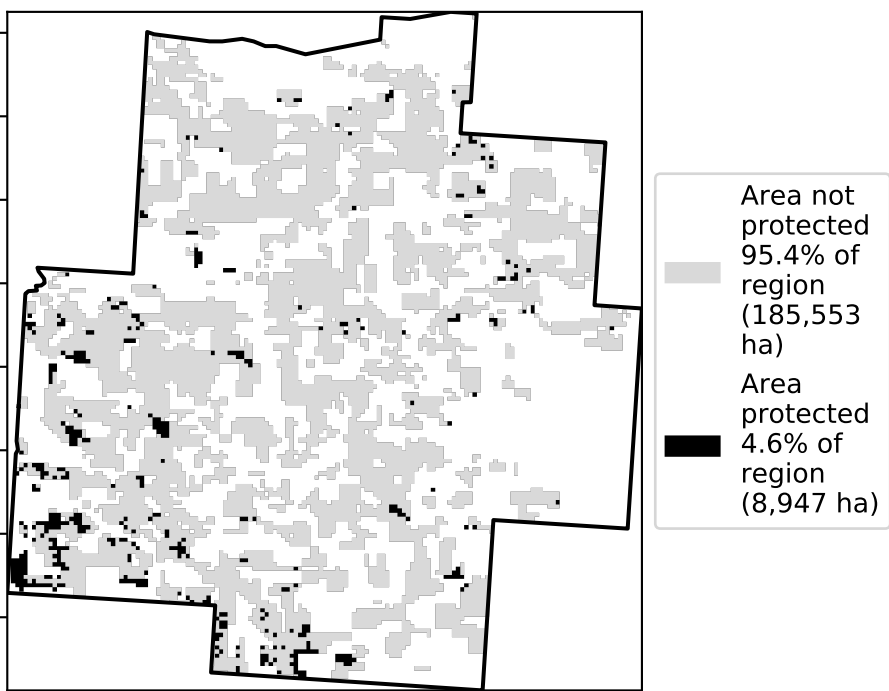 Area not
protected
95.4% of
region
(185,553
ha)
Area
protected
4.6% of
region
(8,947 ha)